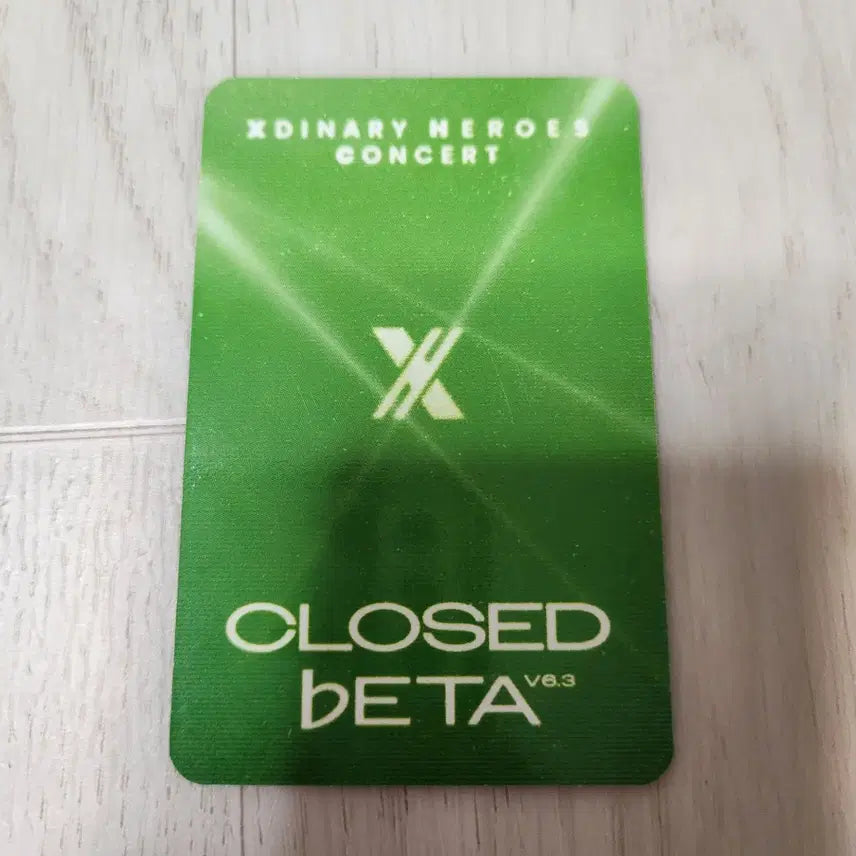 XDINARY HEROES
CONCERT
CLOSED
bETA V6.3